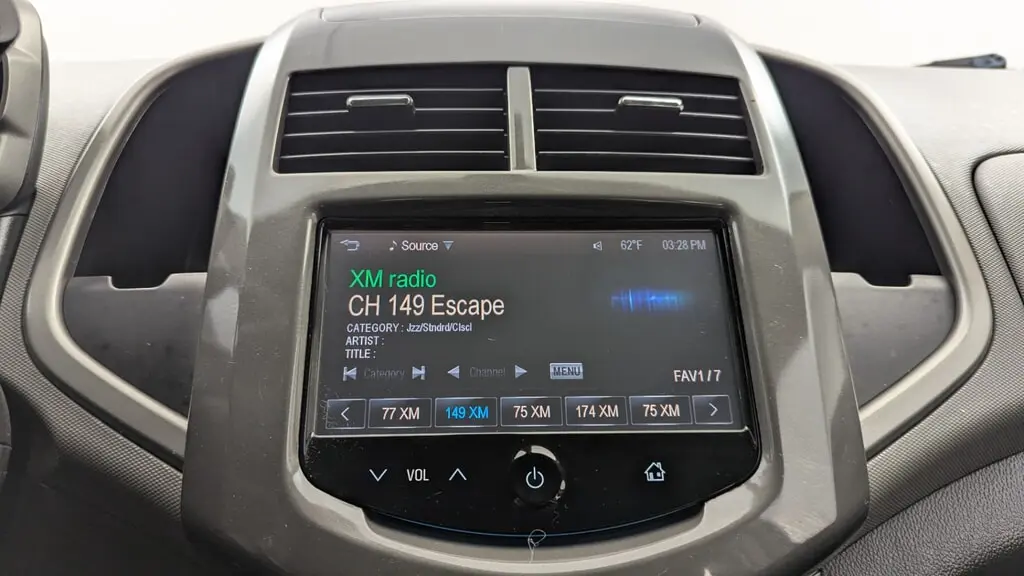 Source 62°F 03:28 PM
XM radio
CH 149 Escape
CATEGORY : Jzz/Stndrd/Clscl
ARTIST :
TITLE :
Category Channel MENU FAV1 / 7
77 XM 149 XM 75 XM 174 XM 75 XM
VOL